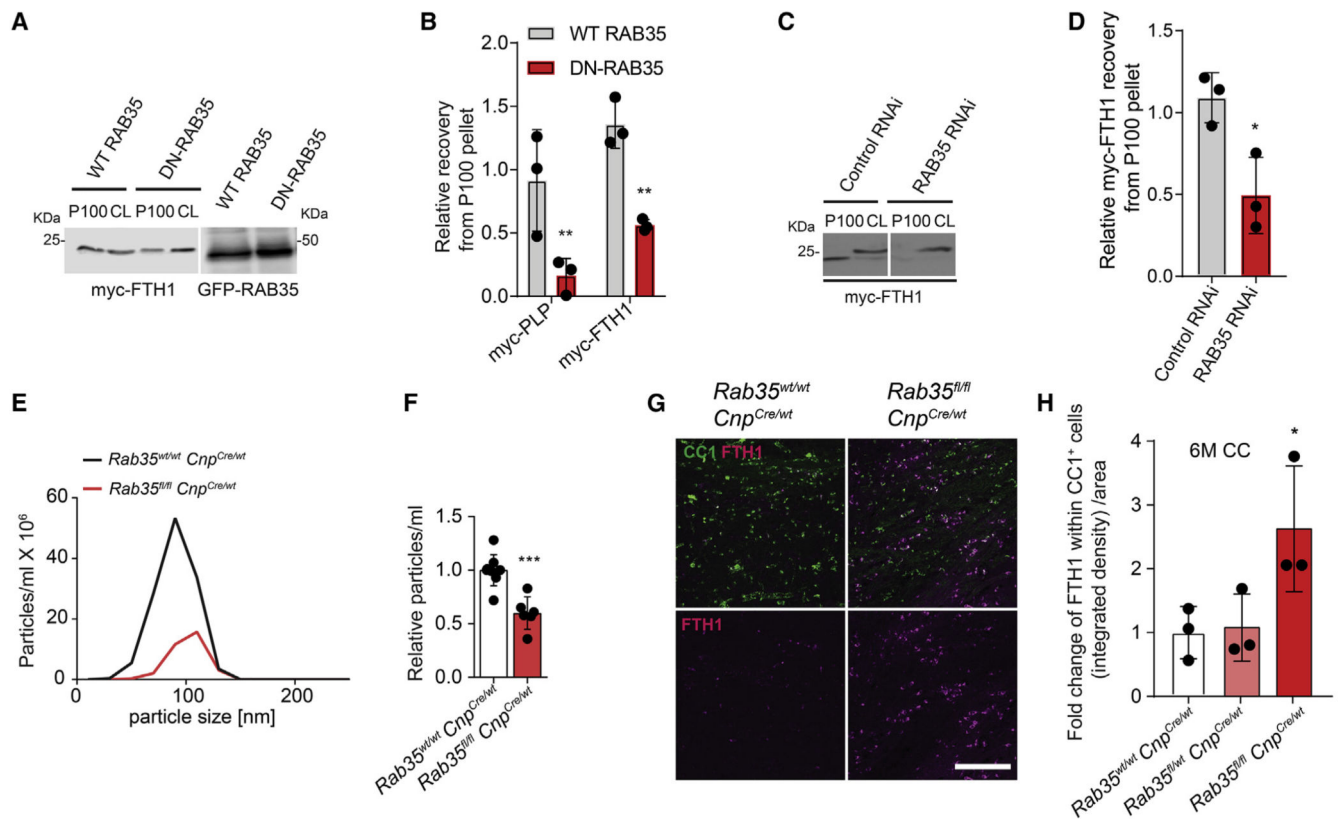 A
WT RAB35
DN-RAB35
WT RAB35
DN-RAB35
P100 CL P100 CL
KDa
25-
KDa
-50
myc-FTH1
GFP-RAB35
B
WT RAB35
DN-RAB35
Relative recovery
from P100 pellet
2.0
1.5
1.0
0.5
0.0
**
**
myc-PLP
myc-FTH1
C
Control RNAi
RAB35 RNAi
P100 CL P100 CL
KDa
25-
myc-FTH1
D
Relative myc-FTH1 recovery
from P100 pellet
1.5
1.0
0.5
0.0
*
Control RNAi
RAB35 RNAi
E
Rab35wt/wt CnpCre/wt
Rab35fl/fl CnpCre/wt
Particles/ml X 10⁶
60
40
20
0
0
100
200
particle size [nm]
F
Relative particles/ml
1.5
1.0
0.5
0.0
***
Rab35wt/wt CnpCre/wt
Rab35fl/fl CnpCre/wt
G
Rab35wt/wt
CnpCre/wt
Rab35fl/fl
CnpCre/wt
CC1 FTH1
FTH1
H
Fold change of FTH1 within CC1⁺ cells
(integrated density) /area
4
3
2
1
0
6M CC
*
Rab35wt/wt CnpCre/wt
Rab35fl/wt CnpCre/wt
Rab35fl/fl CnpCre/wt